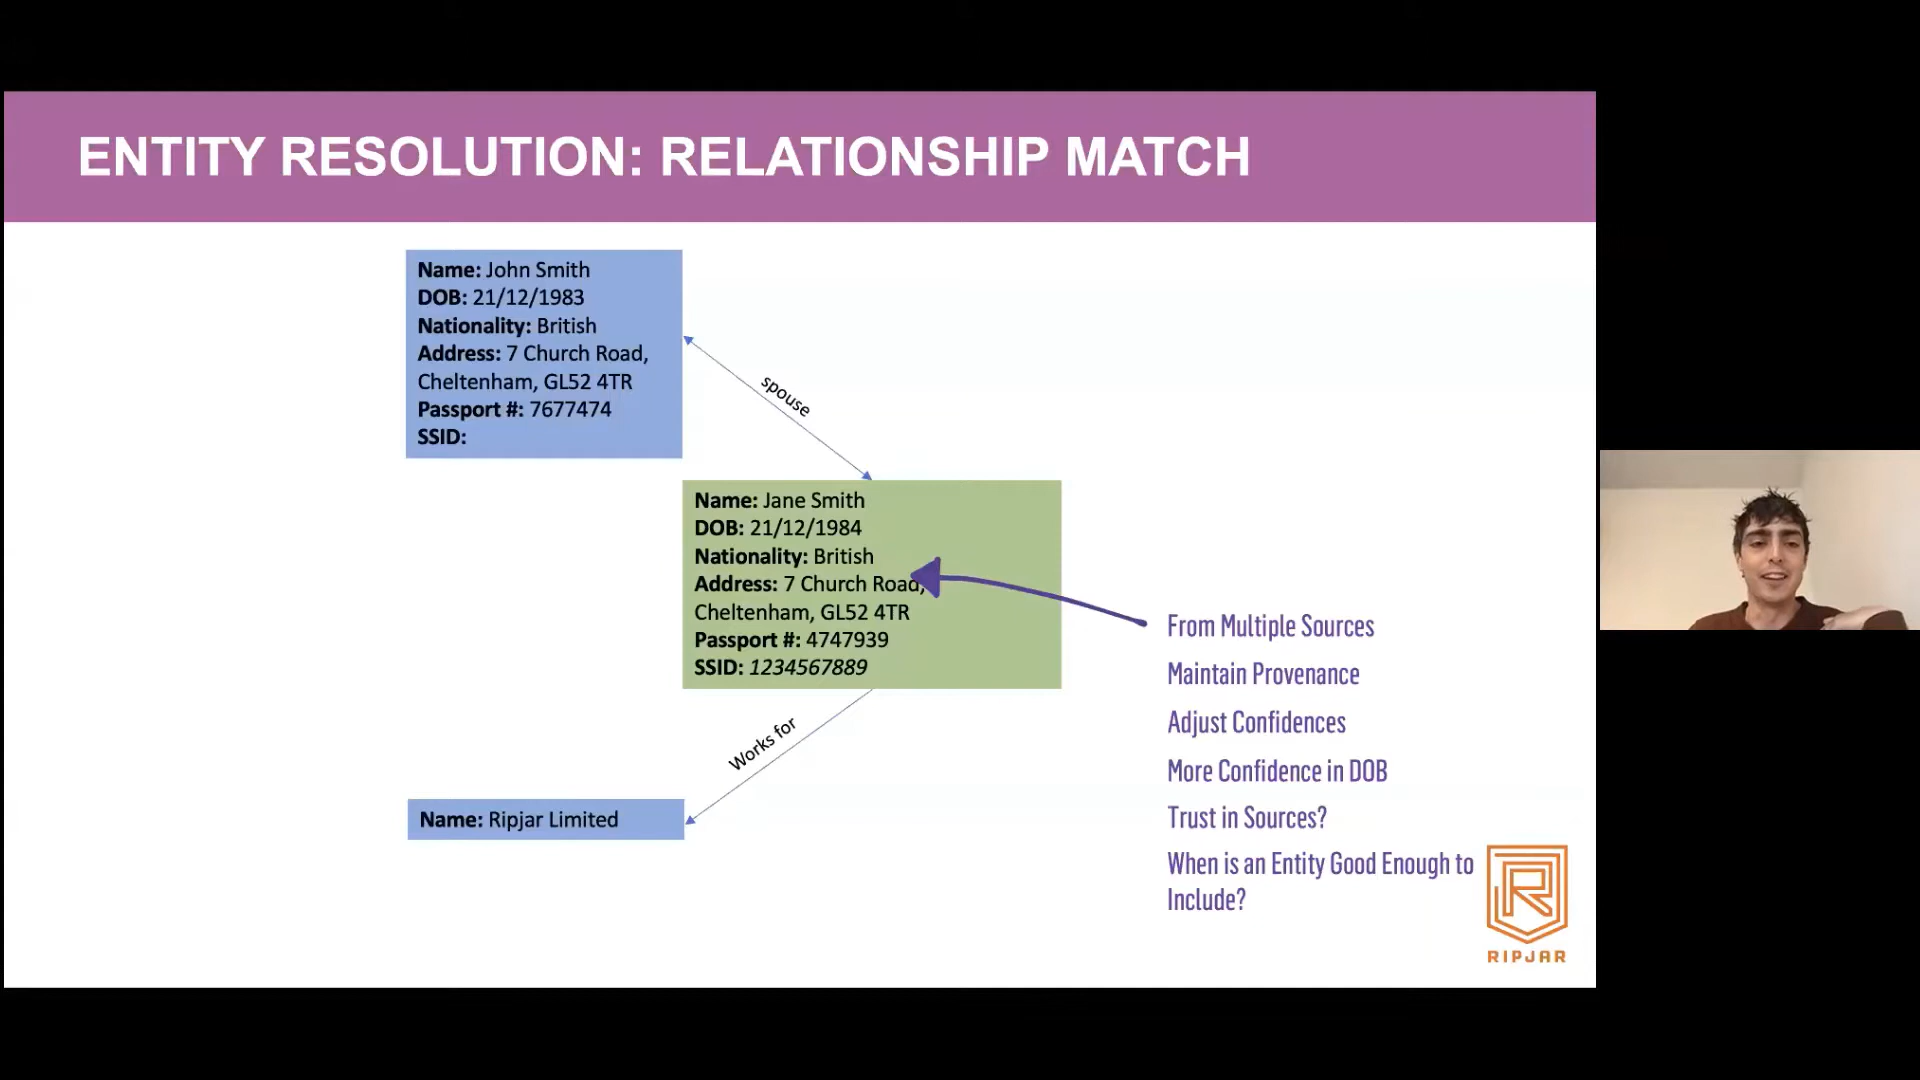 ENTITY RESOLUTION: RELATIONSHIP MATCH
Name: John Smith
DOB: 21/12/1983
Nationality: British
Address: 7 Church Road,
Cheltenham, GL52 4TR
Passport #: 7677474
SSID:
spouse
Name: Jane Smith
DOB: 21/12/1984
Nationality: British
Address: 7 Church Road,
Cheltenham, GL52 4TR
Passport #: 4747939
SSID: 1234567889
Works for
Name: Ripjar Limited
From Multiple Sources
Maintain Provenance
Adjust Confidences
More Confidence in DOB
Trust in Sources?
When is an Entity Good Enough to
Include?
RIPJAR